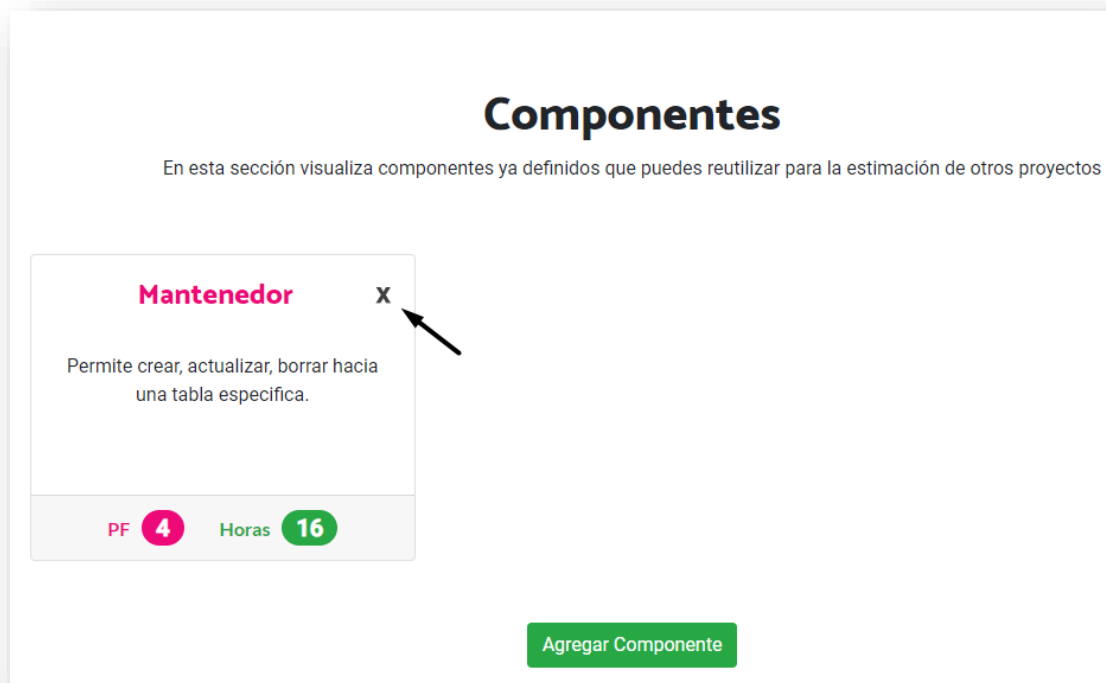 Componentes
En esta sección visualiza componentes ya definidos que puedes reutilizar para la estimación de otros proyectos
Mantenedor X
Permite crear, actualizar, borrar hacia
una tabla especifica.
PF 4 Horas 16
Agregar Componente